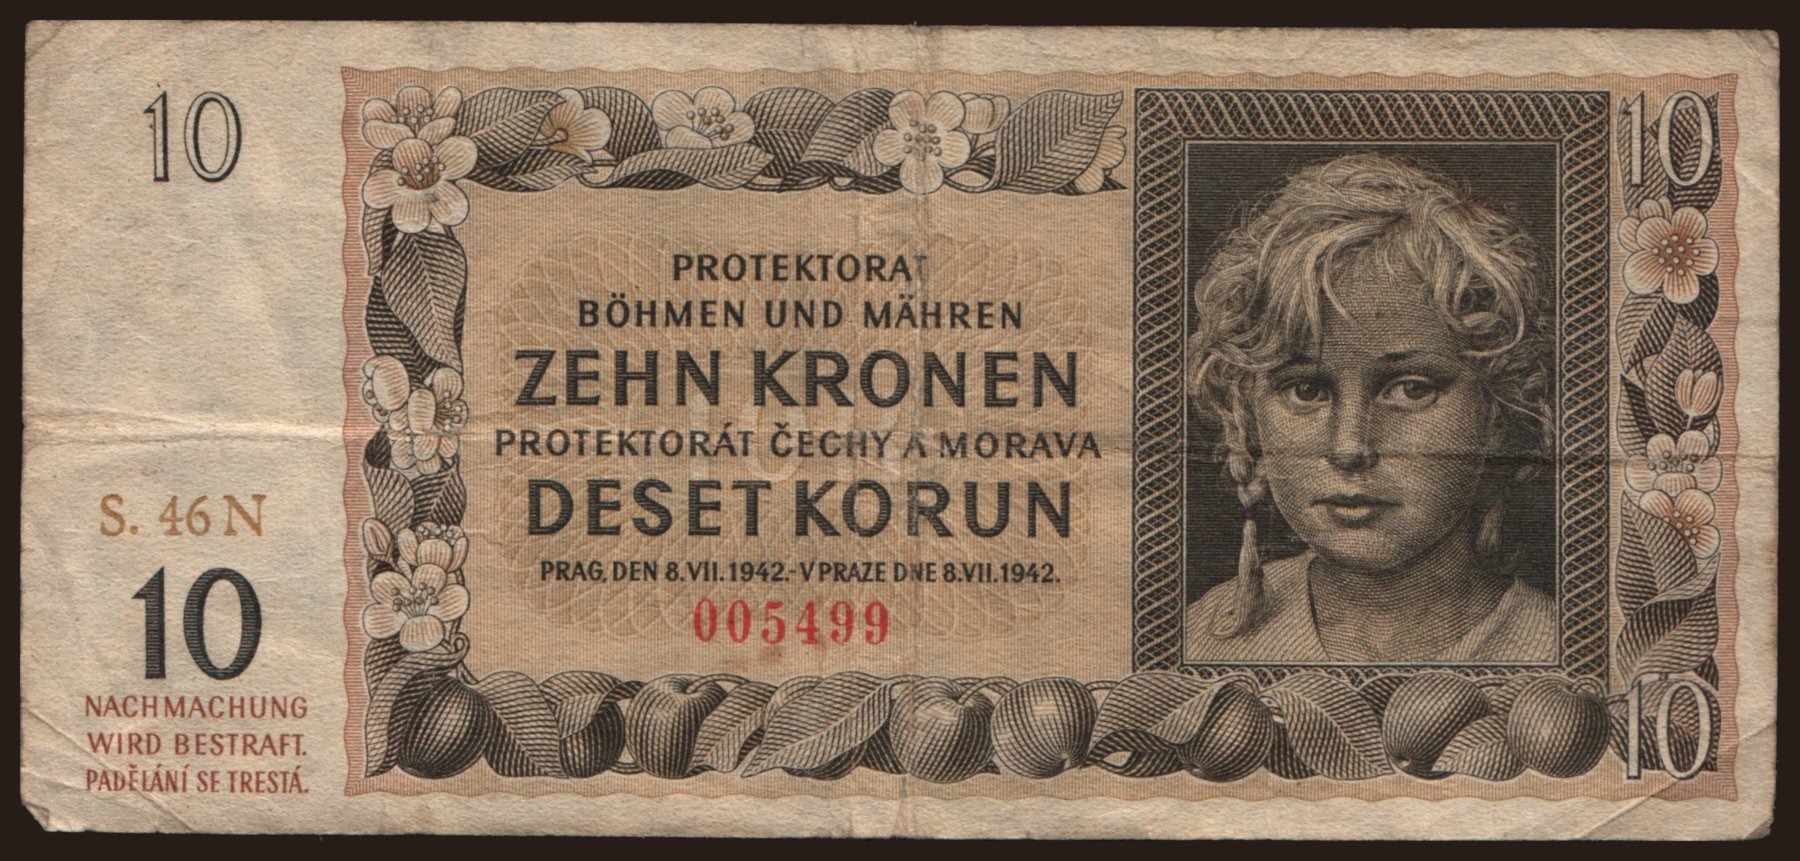 10
10
PROTEKTORAT
BÖHMEN UND MÄHREN
ZEHN KRONEN
PROTEKTORÁT ČECHY A MORAVA
DESET KORUN
PRAG, DEN 8.VII.1942.-V PRAZE DNE 8.VII.1942.
005499
S. 46 N
10
NACHMACHUNG
WIRD BESTRAFT.
PADĚLÁNÍ SE TRESTÁ.
10